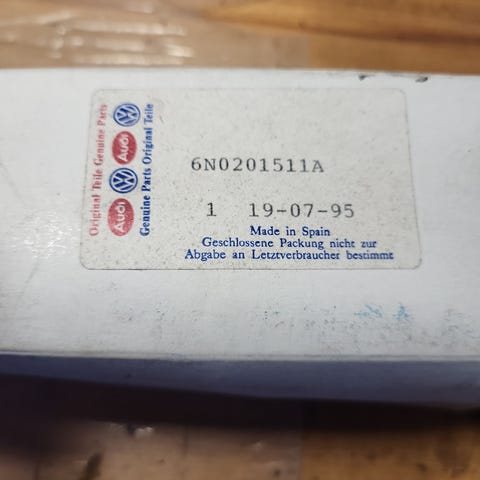 Original Teile Genuine Parts
Audi Audi
Genuine Parts Original Teile
6N0201511A
1 19-07-95
Made in Spain
Geschlossene Packung nicht zur
Abgabe an Letztverbraucher bestimmt